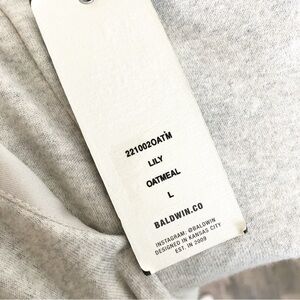 221002OATM
LILY
OATMEAL
L
BALDWIN.CO
INSTAGRAM: @BALDWIN
DESIGNED IN KANSAS CITY
EST. IN 2009